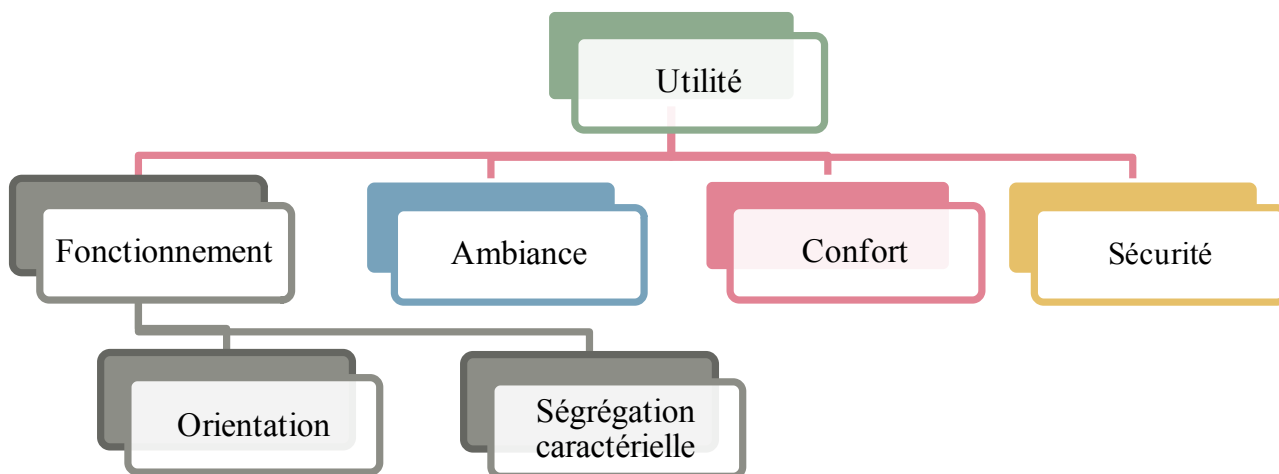 Utilité
Fonctionnement
Ambiance
Confort
Sécurité
Orientation
Ségrégation
caractérielle